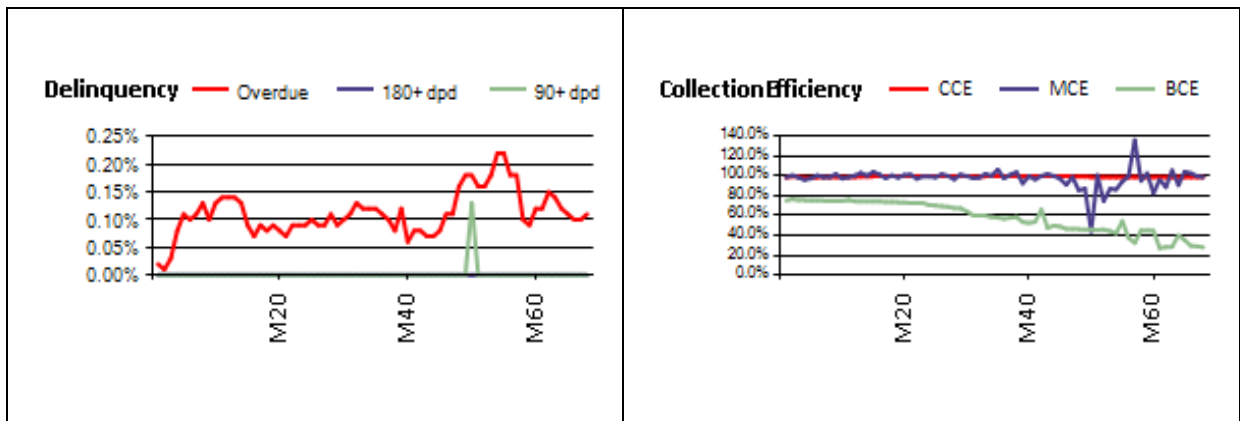 Delinquency Overdue 180+ dpd 90+ dpd
0.25%
0.20%
0.15%
0.10%
0.05%
0.00%
M20
M40
M60
Collection Efficiency CCE MCE BCE
140.0%
120.0%
100.0%
80.0%
60.0%
40.0%
20.0%
0.0%
M20
M40
M60